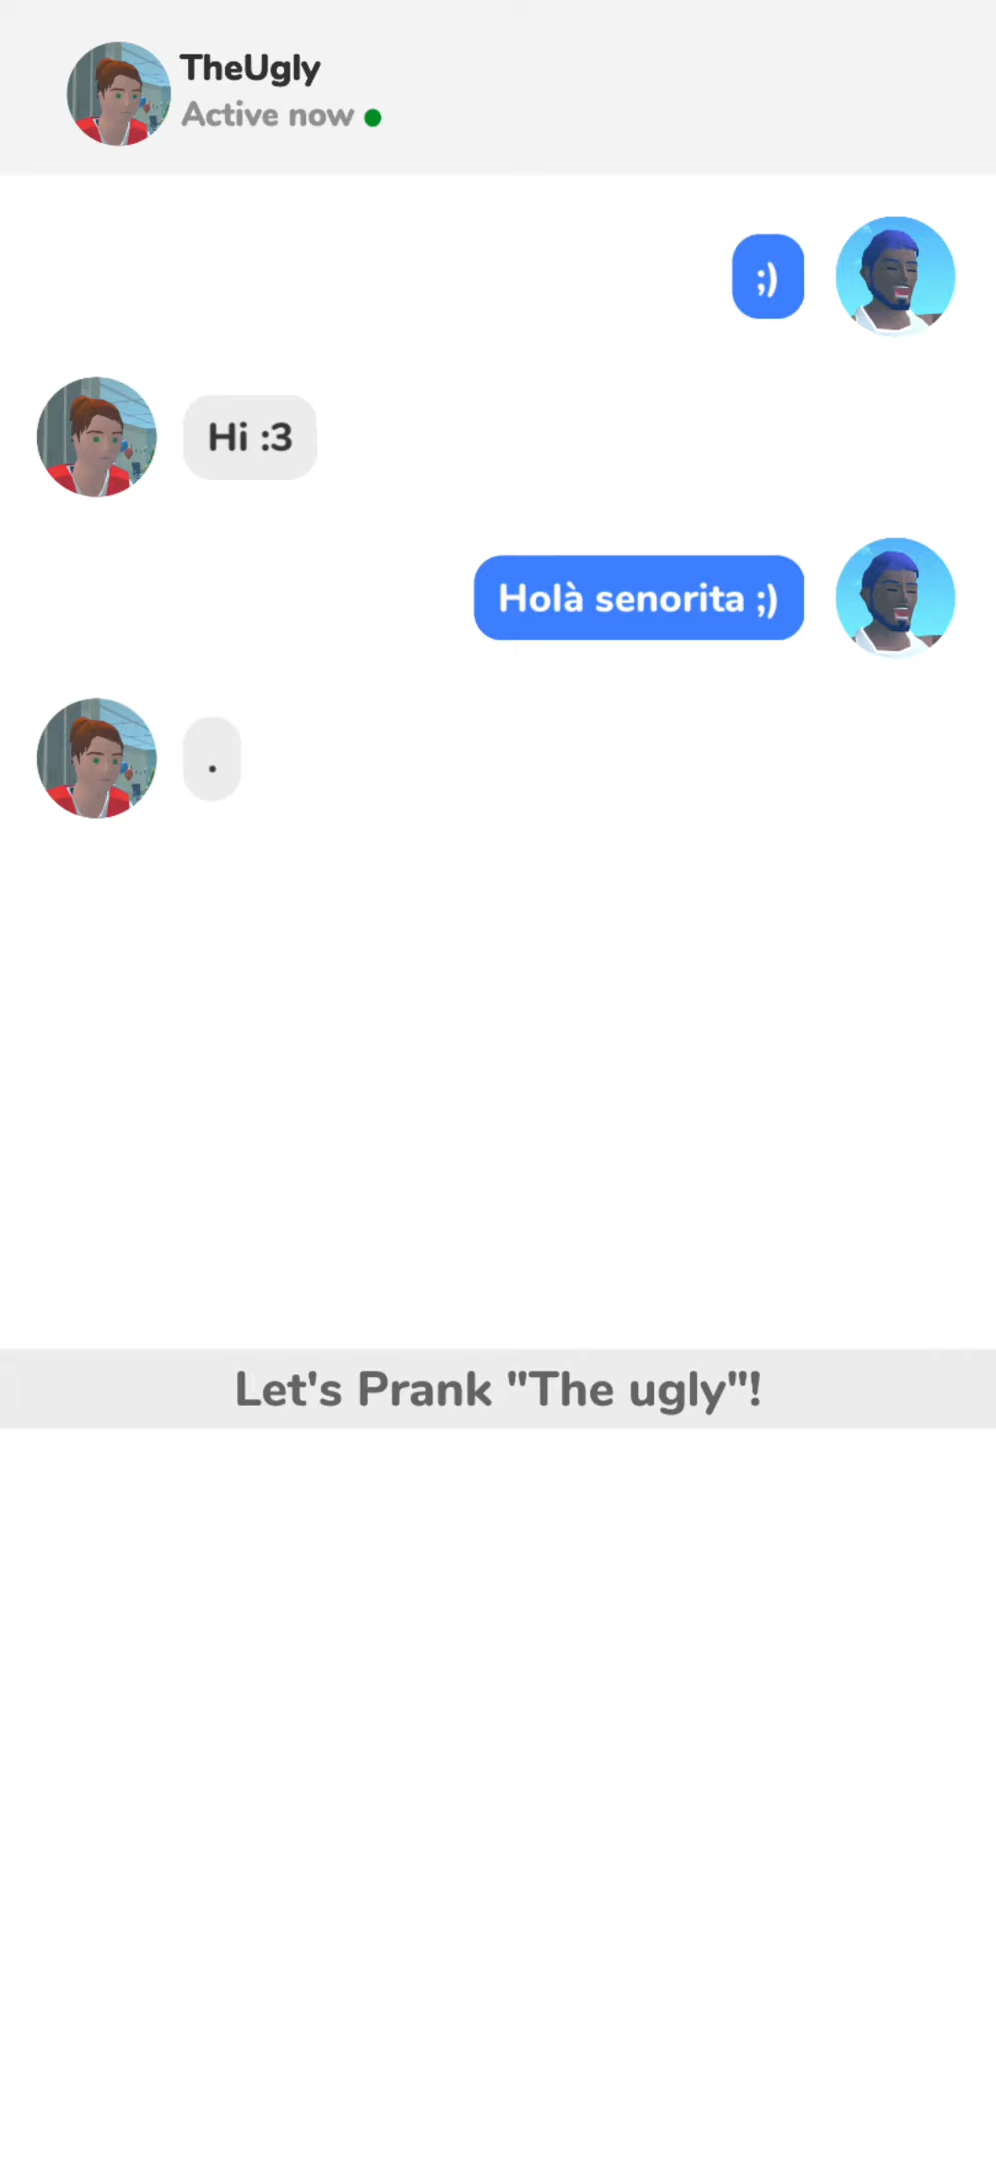 TheUgly
Active now
;)
Hi :3
Holà senorita ;)
.
Let's Prank "The ugly"!